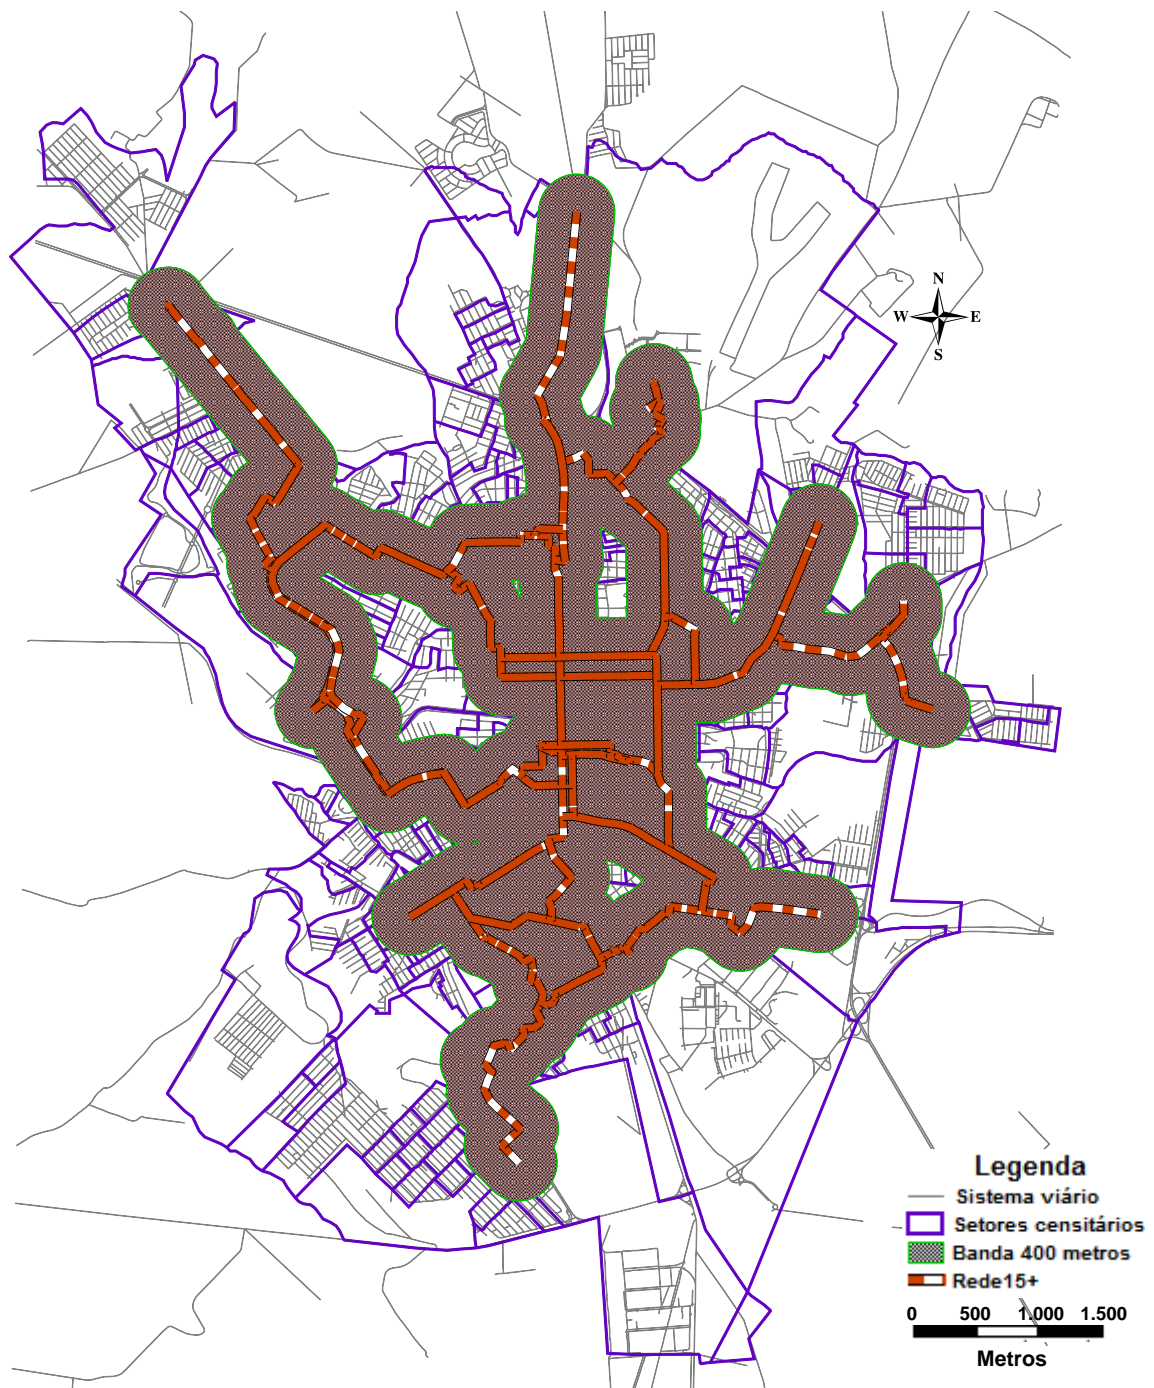 N
W E
S
Legenda
Sistema viário
Setores censitários
Banda 400 metros
Rede15+
0 500 1.000 1.500
Metros